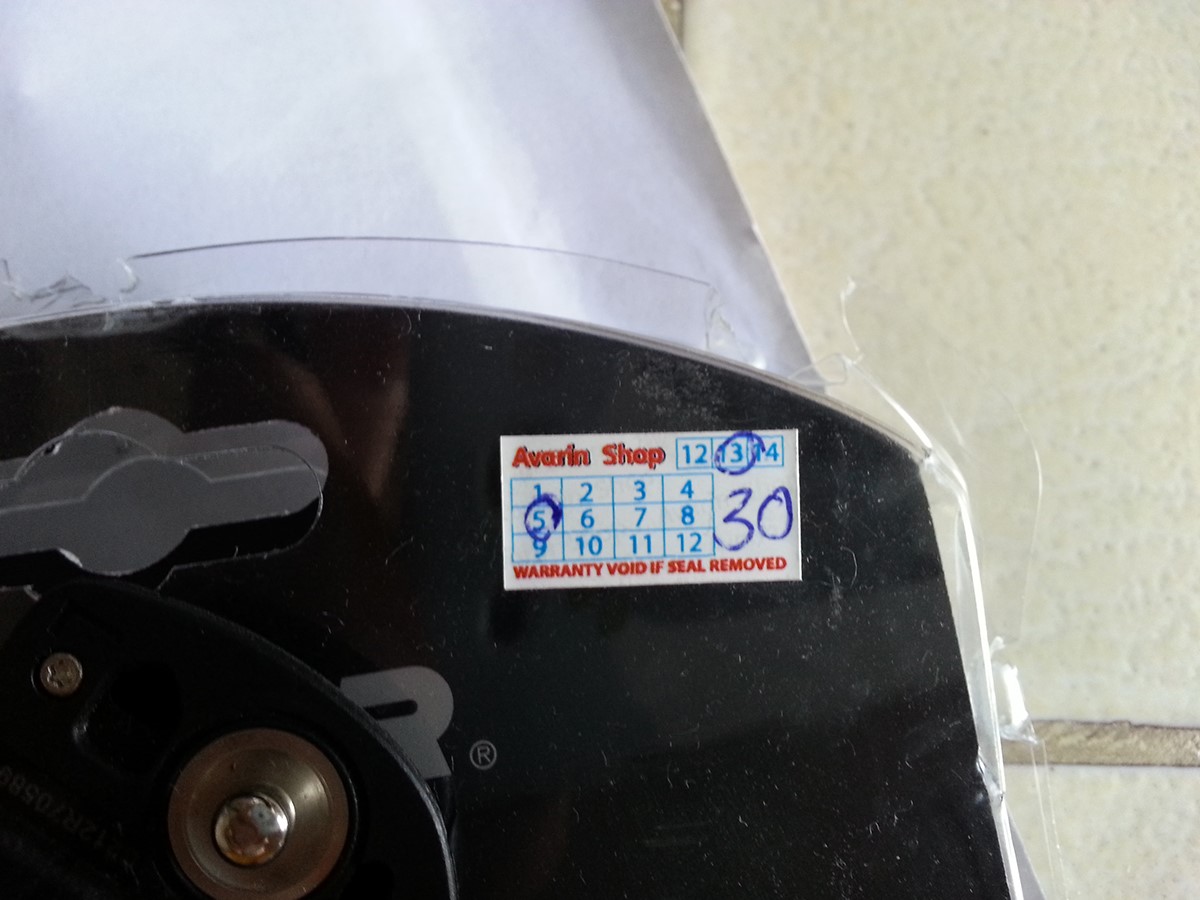 Avarin Shop 12 13 14
1 2 3 4
5 6 7 8 30
9 10 11 12
WARRANTY VOID IF SEAL REMOVED
R®